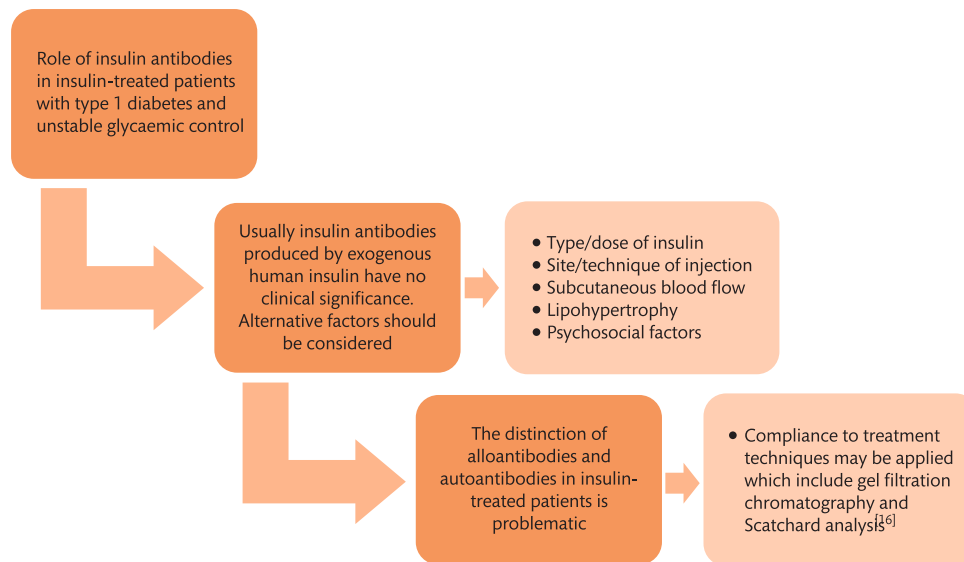 Role of insulin antibodies
in insulin-treated patients
with type 1 diabetes and
unstable glycaemic control
Usually insulin antibodies
produced by exogenous
human insulin have no
clinical significance.
Alternative factors should
be considered
• Type/dose of insulin
• Site/technique of injection
• Subcutaneous blood flow
• Lipohypertrophy
• Psychosocial factors
The distinction of
alloantibodies and
autoantibodies in insulin-
treated patients is
problematic
• Compliance to treatment
techniques may be applied
which include gel filtration
chromatography and
Scatchard analysis[16]